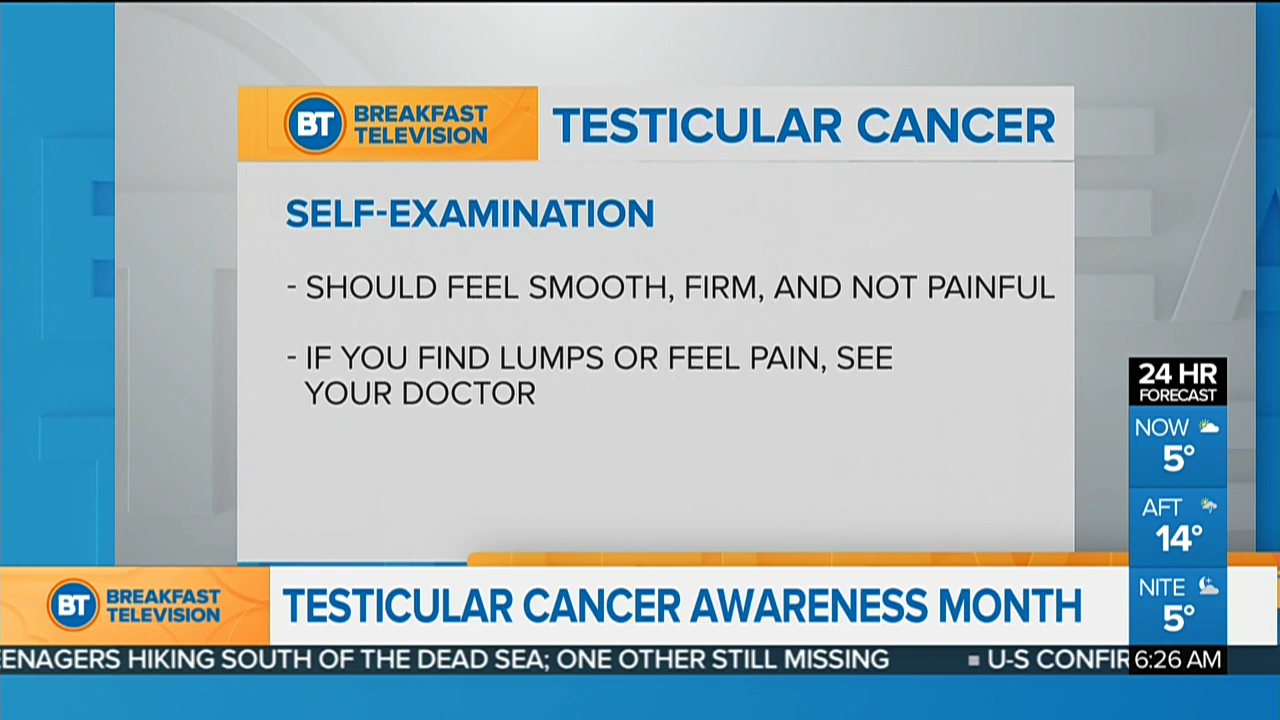 BT BREAKFAST
TELEVISION
TESTICULAR CANCER
SELF-EXAMINATION
- SHOULD FEEL SMOOTH, FIRM, AND NOT PAINFUL
- IF YOU FIND LUMPS OR FEEL PAIN, SEE
YOUR DOCTOR
24 HR
FORECAST
NOW
5°
AFT
14°
NITE
5°
BT BREAKFAST
TELEVISION
TESTICULAR CANCER AWARENESS MONTH
ENAGERS HIKING SOUTH OF THE DEAD SEA; ONE OTHER STILL MISSING
U-S CONFIR
6:26 AM